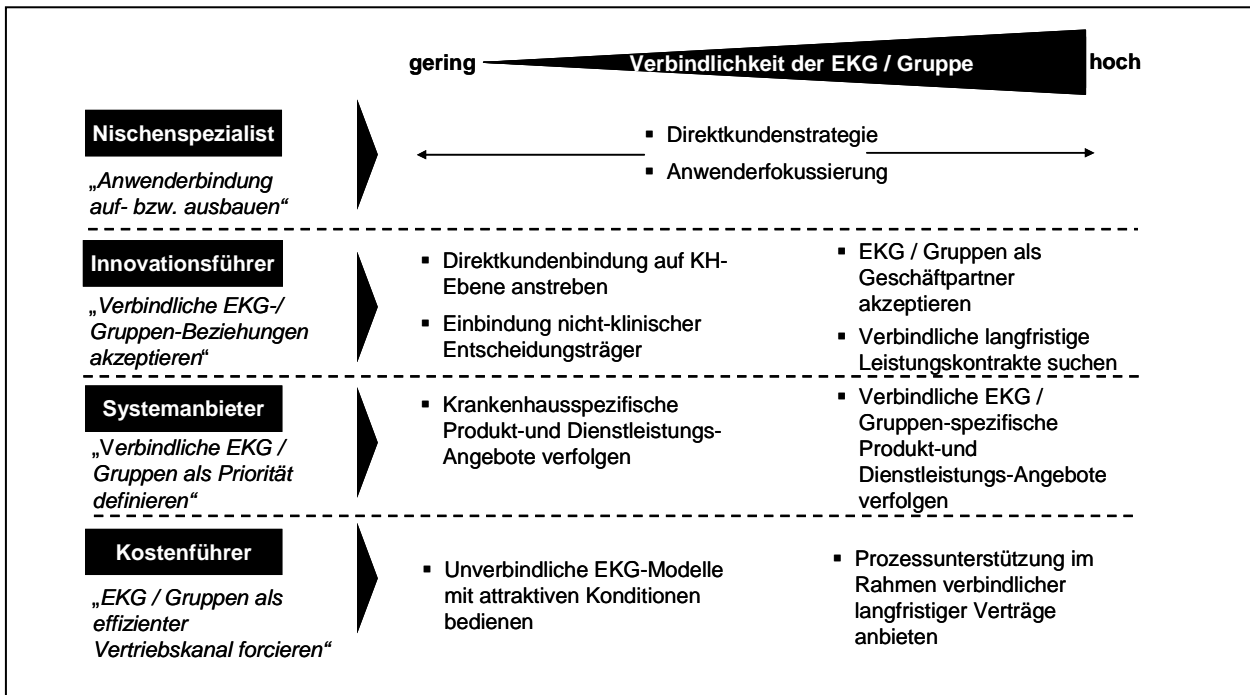 gering Verbindlichkeit der EKG / Gruppe hoch
Nischenspezialist
„Anwenderbindung
auf- bzw. ausbauen“
▪ Direktkundenstrategie
▪ Anwenderfokussierung
Innovationsführer
„Verbindliche EKG-/
Gruppen-Beziehungen
akzeptieren“
▪ Direktkundenbindung auf KH-
Ebene anstreben
▪ Einbindung nicht-klinischer
Entscheidungsträger
▪ EKG / Gruppen als
Geschäftpartner
akzeptieren
▪ Verbindliche langfristige
Leistungskontrakte suchen
Systemanbieter
„Verbindliche EKG /
Gruppen als Priorität
definieren“
▪ Krankenhausspezifische
Produkt-und Dienstleistungs-
Angebote verfolgen
▪ Verbindliche EKG /
Gruppen-spezifische
Produkt-und
Dienstleistungs-Angebote
verfolgen
Kostenführer
„EKG / Gruppen als
effizienter
Vertriebskanal forcieren“
▪ Unverbindliche EKG-Modelle
mit attraktiven Konditionen
bedienen
▪ Prozessunterstützung im
Rahmen verbindlicher
langfristiger Verträge
anbieten